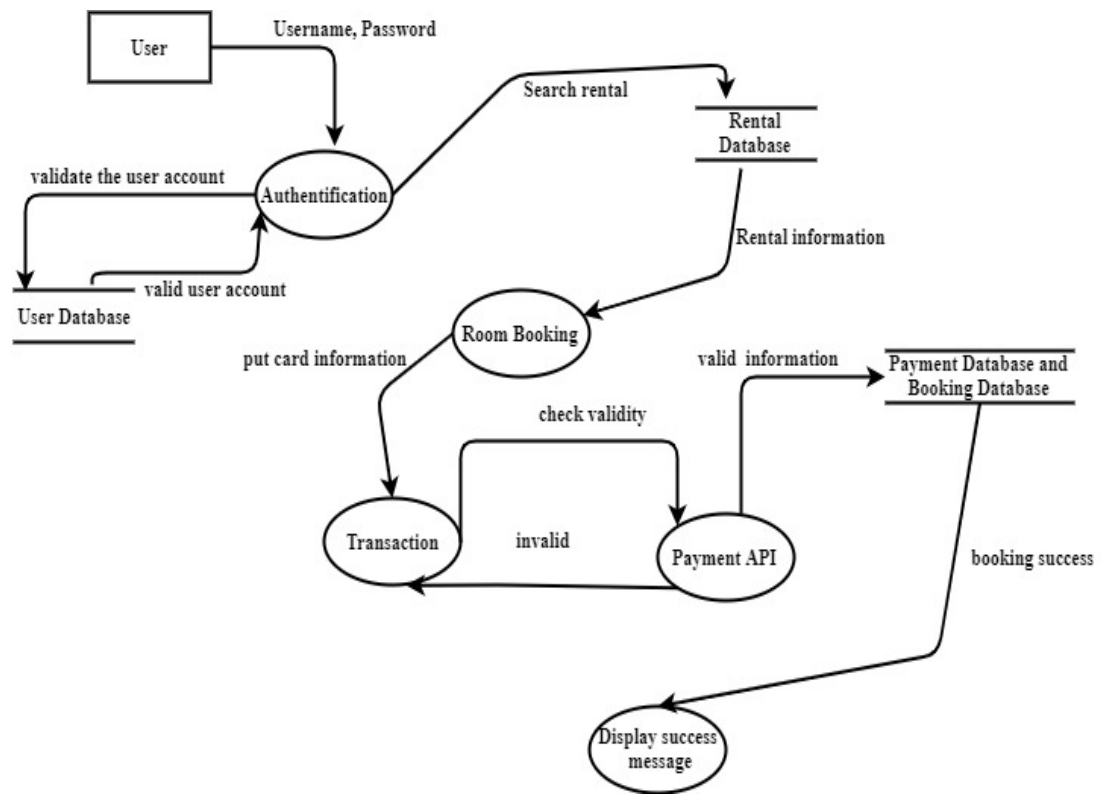 User
Username, Password
Search rental
Rental
Database
validate the user account
Authentification
valid user account
User Database
Rental information
Room Booking
put card information
valid  information
Payment Database and
Booking Database
check validity
Transaction
invalid
Payment API
booking success
Display success
message